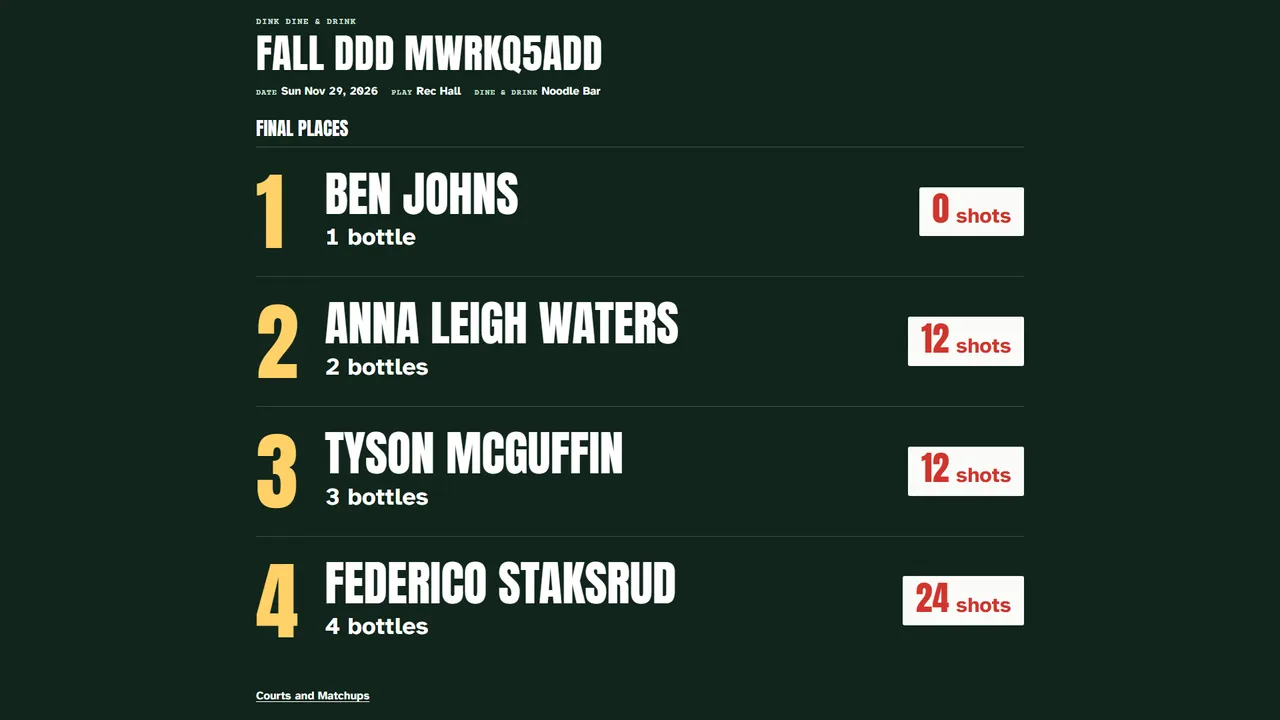 DINK DINE & DRINK
FALL DDD MWRKQ5ADD
DATE Sun Nov 29, 2026 PLAY Rec Hall DINE & DRINK Noodle Bar
FINAL PLACES
1 BEN JOHNS
1 bottle
0 shots
2 ANNA LEIGH WATERS
2 bottles
12 shots
3 TYSON MCGUFFIN
3 bottles
12 shots
4 FEDERICO STAKSRUD
4 bottles
24 shots
Courts and Matchups